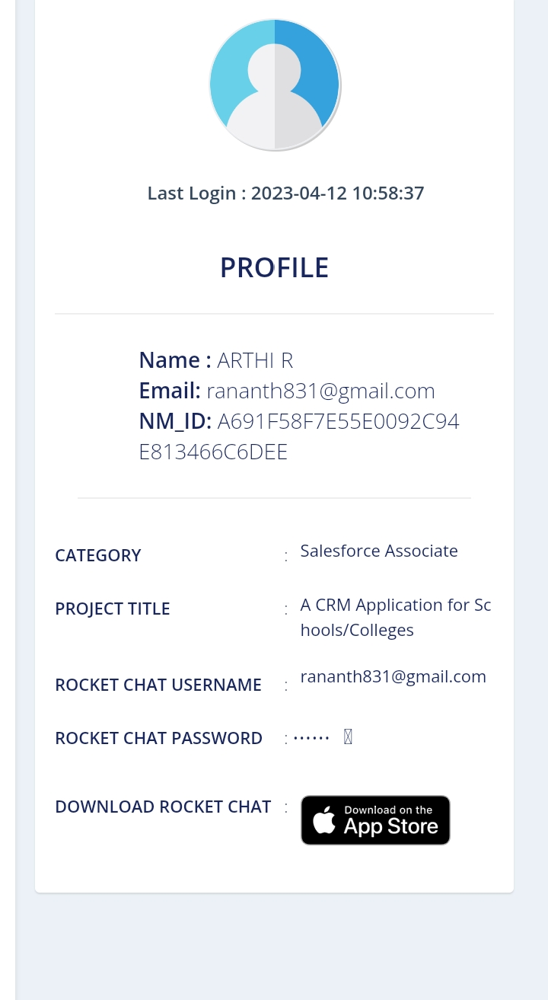 Last Login : 2023-04-12 10:58:37
PROFILE
Name : ARTHI R
Email: rananth831@gmail.com
NM_ID: A691F58F7E55E0092C94
E813466C6DEE
CATEGORY : Salesforce Associate
PROJECT TITLE : A CRM Application for Sc
hools/Colleges
ROCKET CHAT USERNAME : rananth831@gmail.com
ROCKET CHAT PASSWORD : ······
DOWNLOAD ROCKET CHAT : Download on the
App Store